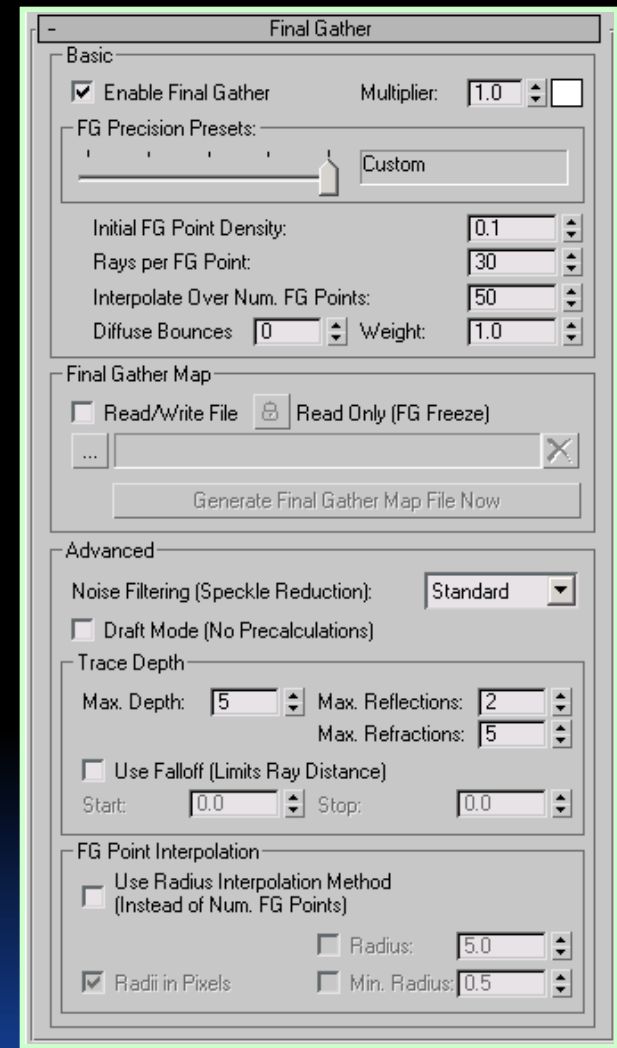 - Final Gather
Basic
Enable Final Gather Multiplier: 1.0
FG Precision Presets:
Custom
Initial FG Point Density: 0.1
Rays per FG Point: 30
Interpolate Over Num. FG Points: 50
Diffuse Bounces 0 Weight: 1.0
Final Gather Map
Read/Write File Read Only (FG Freeze)
...
Generate Final Gather Map File Now
Advanced
Noise Filtering (Speckle Reduction): Standard
Draft Mode (No Precalculations)
Trace Depth
Max. Depth: 5 Max. Reflections: 2
Max. Refractions: 5
Use Falloff (Limits Ray Distance)
Start: 0.0 Stop: 0.0
FG Point Interpolation
Use Radius Interpolation Method
(Instead of Num. FG Points)
Radius: 5.0
Radii in Pixels Min. Radius: 0.5